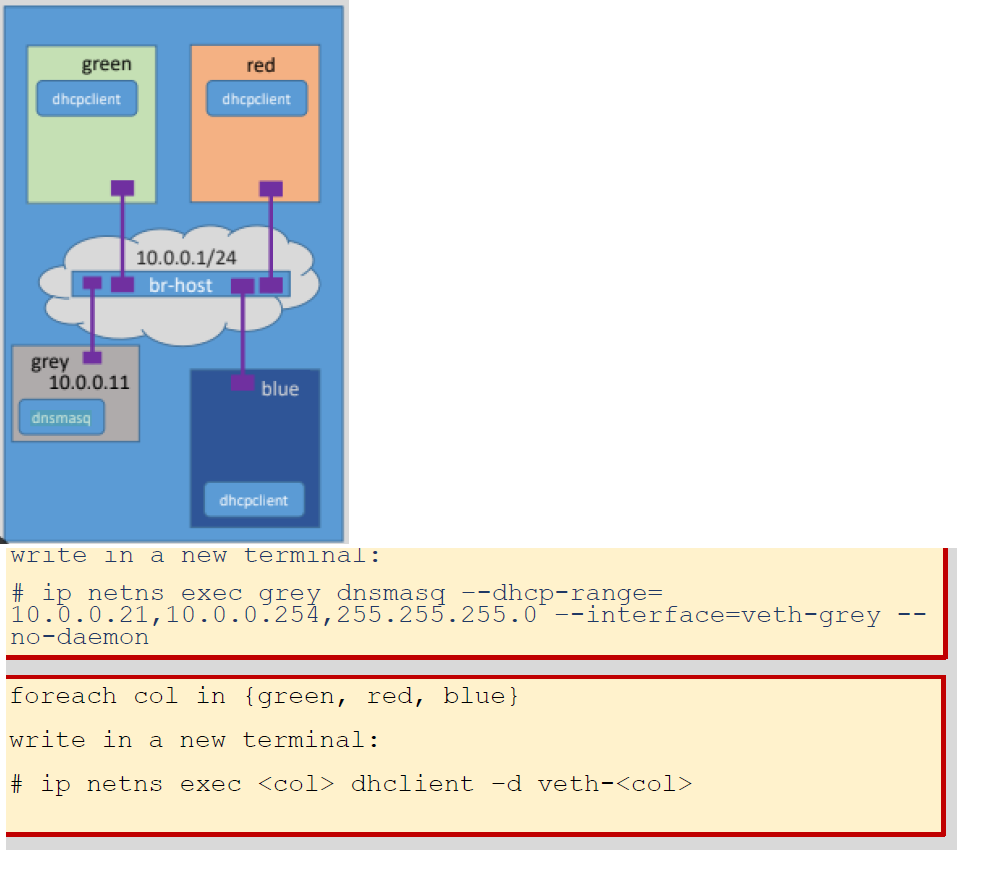 green
red
dhcpclient
dhcpclient
10.0.0.1/24
br-host
grey
10.0.0.11
dnsmasq
blue
dhcpclient
write in a new terminal:
# ip netns exec grey dnsmasq --dhcp-range=
10.0.0.21,10.0.0.254,255.255.255.0 --interface=veth-grey --
no-daemon
foreach col in {green, red, blue}
write in a new terminal:
# ip netns exec <col> dhclient –d veth-<col>